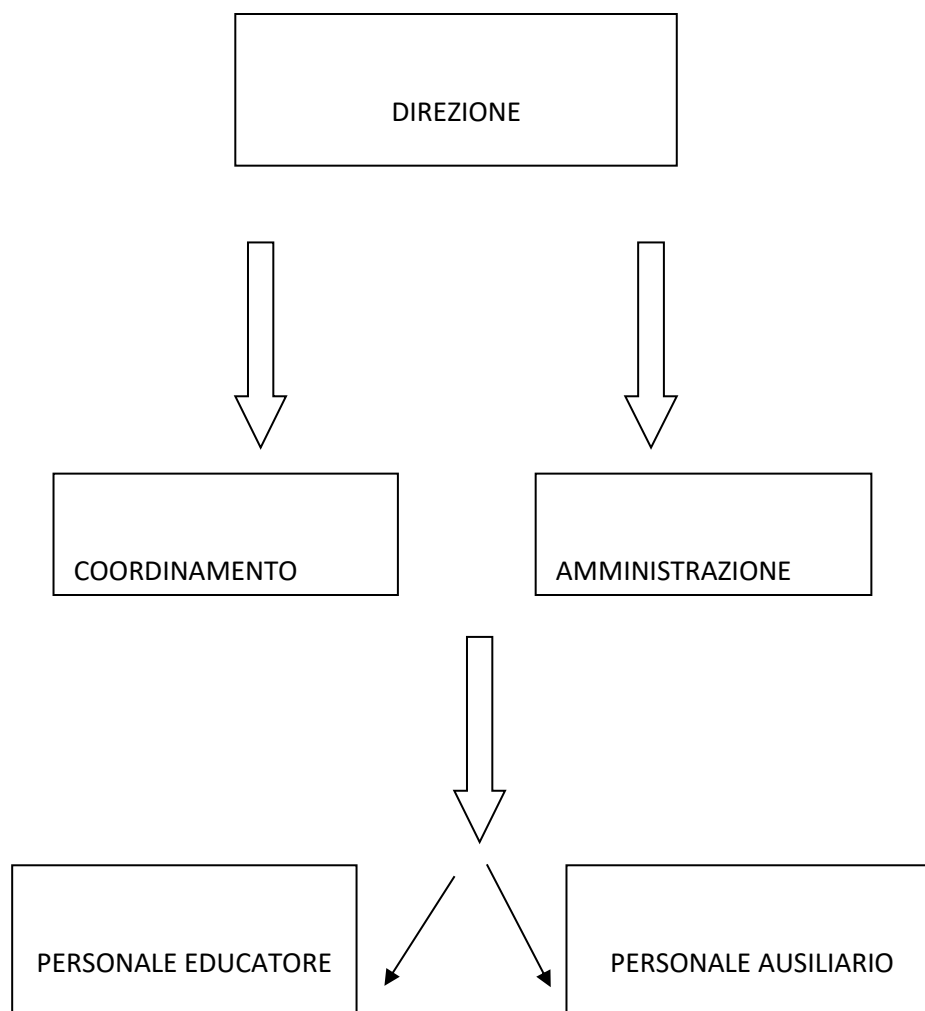 DIREZIONE
COORDINAMENTO
AMMINISTRAZIONE
PERSONALE EDUCATORE
PERSONALE AUSILIARIO